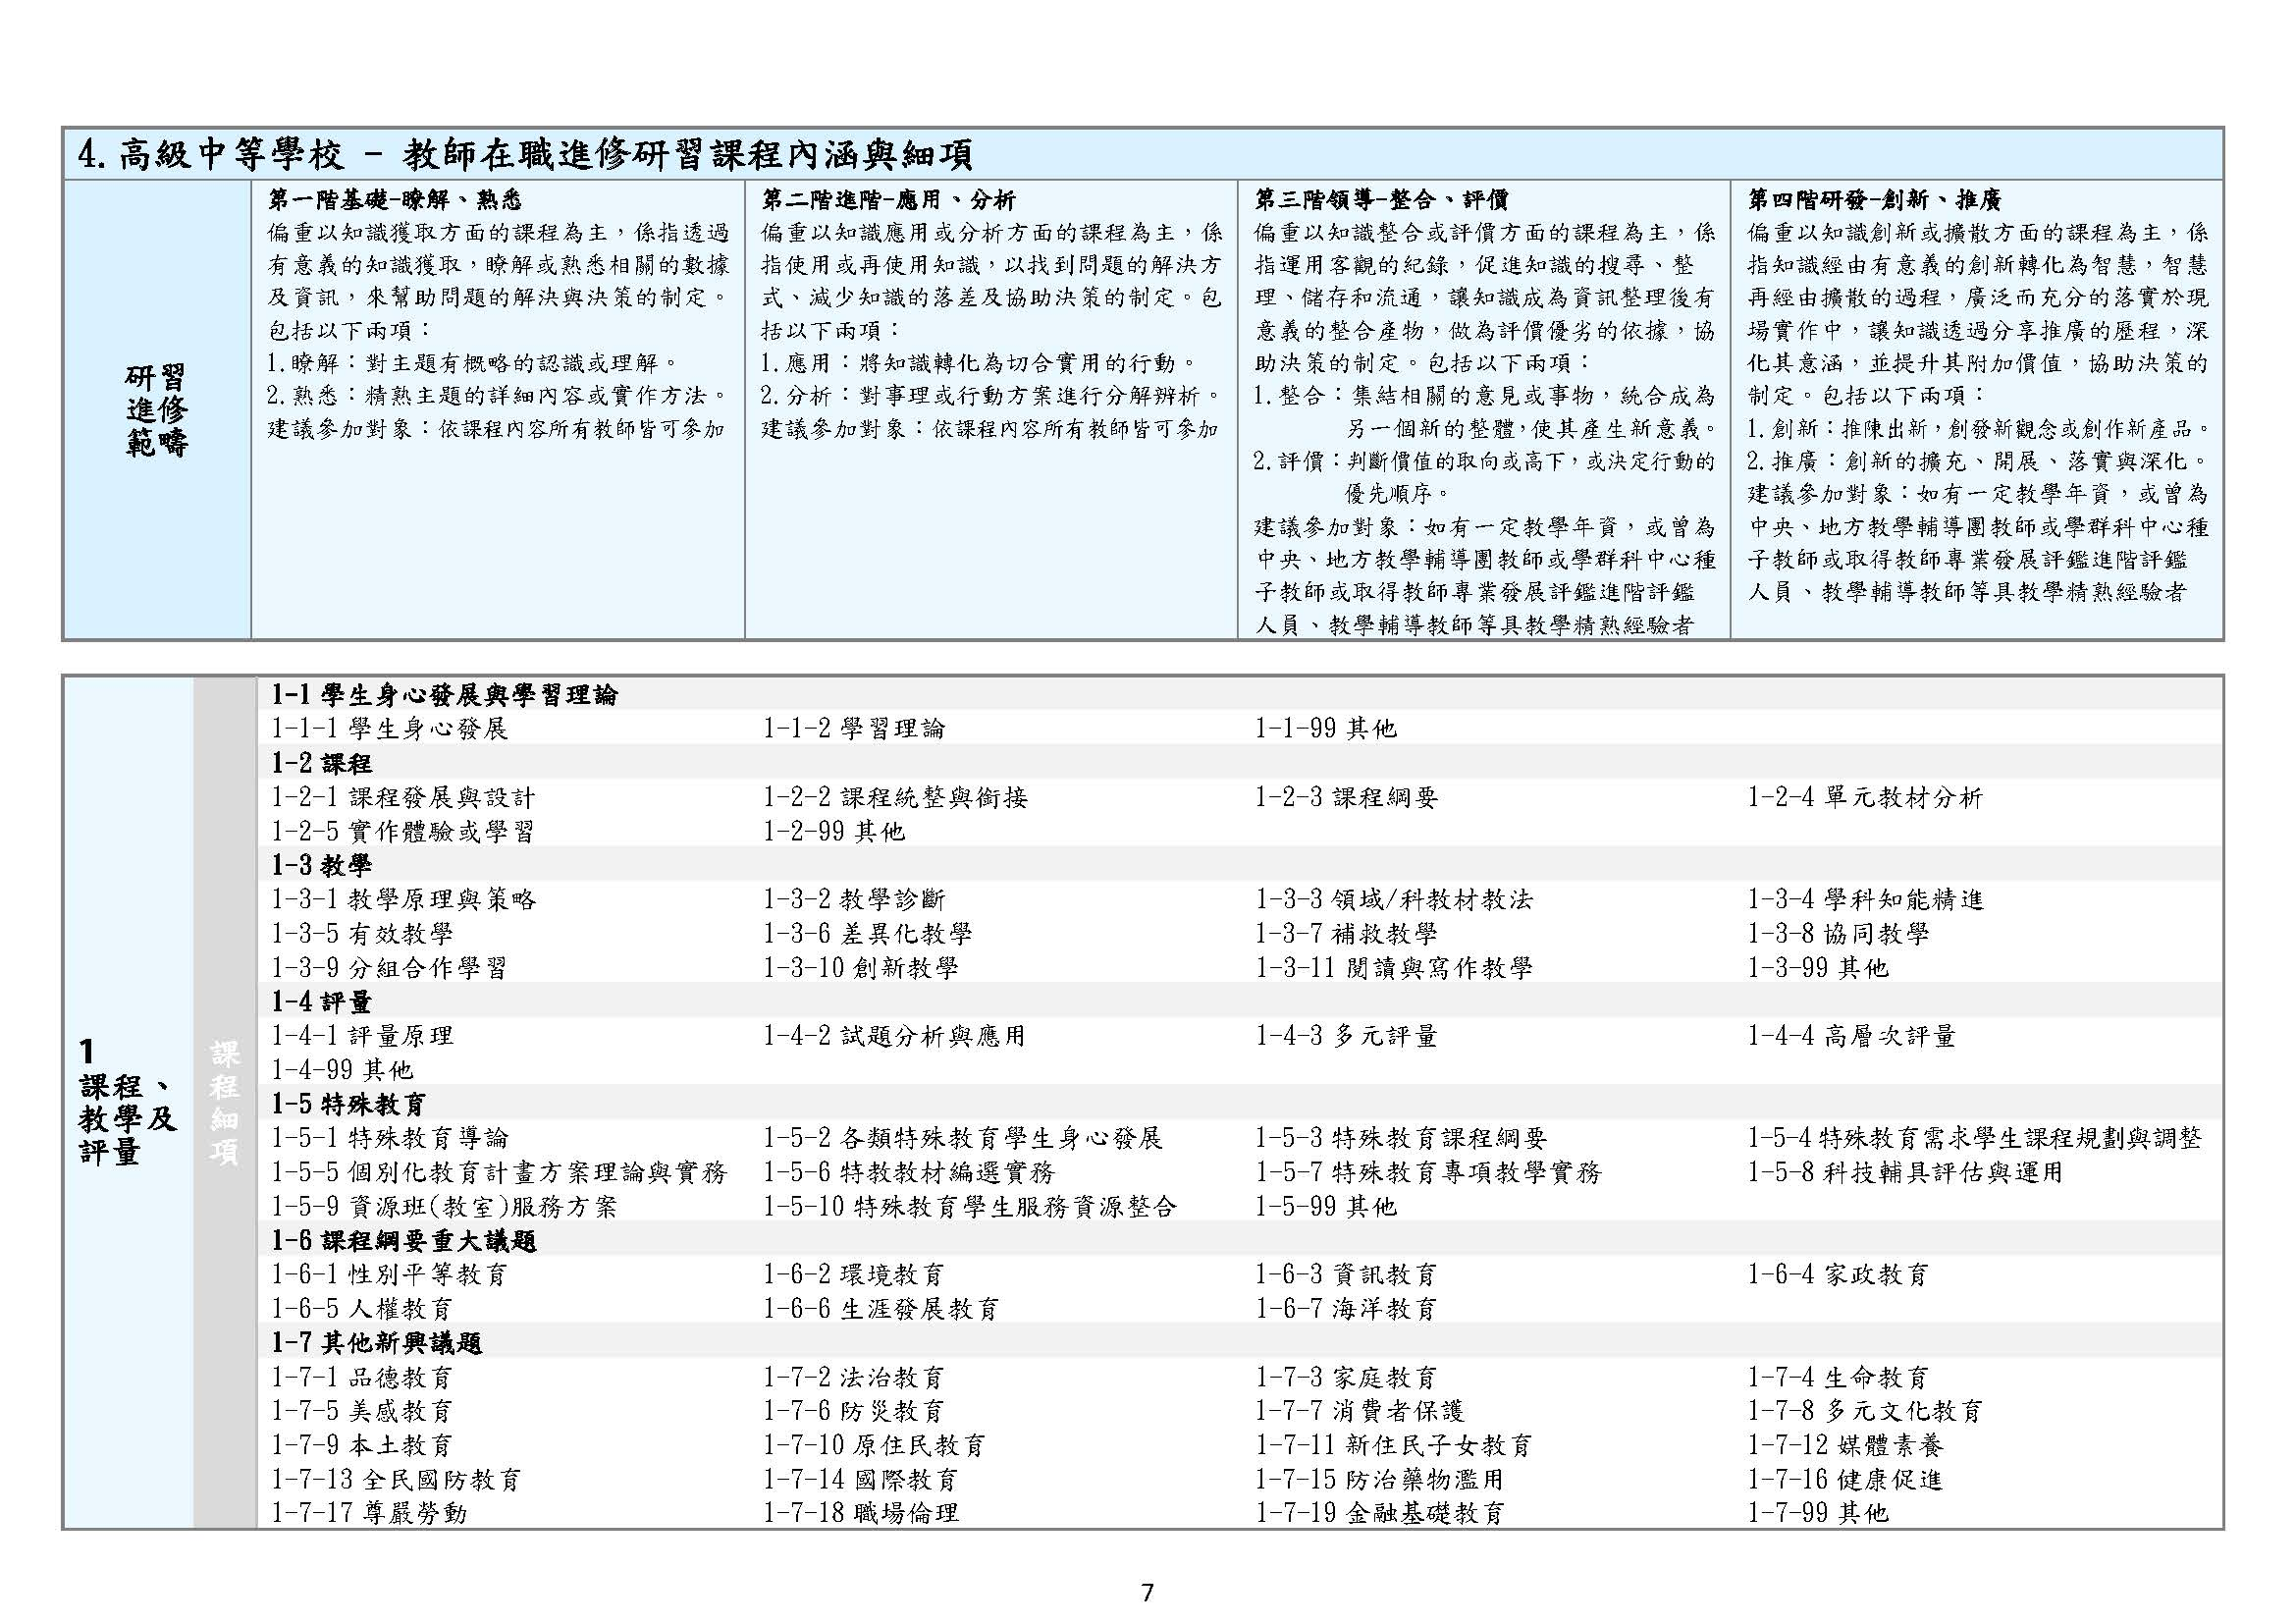 4.高級中等學校 - 教師在職進修研習課程內涵與細項
研習
進修
範疇
第一階基礎-瞭解、熟悉
偏重以知識獲取方面的課程為主，係指透過
有意義的知識獲取，瞭解或熟悉相關的數據
及資訊，來幫助問題的解決與決策的制定。
包括以下兩項：
1.瞭解：對主題有概略的認識或理解。
2.熟悉：精熟主題的詳細內容或實作方法。
建議參加對象：依課程內容所有教師皆可參加
第二階進階-應用、分析
偏重以知識應用或分析方面的課程為主，係
指使用或再使用知識，以找到問題的解決方
式、減少知識的落差及協助決策的制定。包
括以下兩項：
1.應用：將知識轉化為切合實用的行動。
2.分析：對事理或行動方案進行分解辨析。
建議參加對象：依課程內容所有教師皆可參加
第三階領導-整合、評價
偏重以知識整合或評價方面的課程為主，係
指運用客觀的紀錄，促進知識的搜尋、整
理、儲存和流通，讓知識成為資訊整理後有
意義的整合產物，做為評價優劣的依據，協
助決策的制定。包括以下兩項：
1.整合：集結相關的意見或事物，統合成為
另一個新的整體，使其產生新意義。
2.評價：判斷價值的取向或高下，或決定行動的
優先順序。
建議參加對象：如有一定教學年資，或曾為
中央、地方教學輔導團教師或學群科中心種
子教師或取得教師專業發展評鑑進階評鑑
人員、教學輔導教師等具教學精熟經驗者
第四階研發-創新、推廣
偏重以知識創新或擴散方面的課程為主，係
指知識經由有意義的創新轉化為智慧，智慧
再經由擴散的過程，廣泛而充分的落實於現
場實作中，讓知識透過分享推廣的歷程，深
化其意涵，並提升其附加價值，協助決策的
制定。包括以下兩項：
1.創新：推陳出新，創發新觀念或創作新產品。
2.推廣：創新的擴充、開展、落實與深化。
建議參加對象：如有一定教學年資，或曾為
中央、地方教學輔導團教師或學群科中心種
子教師或取得教師專業發展評鑑進階評鑑
人員、教學輔導教師等具教學精熟經驗者
1
課程、
教學及
評量
課
程
細
項
1-1 學生身心發展與學習理論
1-1-1 學生身心發展 1-1-2 學習理論 1-1-99 其他
1-2 課程
1-2-1 課程發展與設計 1-2-2 課程統整與銜接 1-2-3 課程綱要 1-2-4 單元教材分析
1-2-5 實作體驗或學習 1-2-99 其他
1-3 教學
1-3-1 教學原理與策略 1-3-2 教學診斷 1-3-3 領域/科教材教法 1-3-4 學科知能精進
1-3-5 有效教學 1-3-6 差異化教學 1-3-7 補救教學 1-3-8 協同教學
1-3-9 分組合作學習 1-3-10 創新教學 1-3-11 閱讀與寫作教學 1-3-99 其他
1-4 評量
1-4-1 評量原理 1-4-2 試題分析與應用 1-4-3 多元評量 1-4-4 高層次評量
1-4-99 其他
1-5 特殊教育
1-5-1 特殊教育導論 1-5-2 各類特殊教育學生身心發展 1-5-3 特殊教育課程綱要 1-5-4 特殊教育需求學生課程規劃與調整
1-5-5 個別化教育計畫方案理論與實務 1-5-6 特教教材編選實務 1-5-7 特殊教育專項教學實務 1-5-8 科技輔具評估與運用
1-5-9 資源班(教室)服務方案 1-5-10 特殊教育學生服務資源整合 1-5-99 其他
1-6 課程綱要重大議題
1-6-1 性別平等教育 1-6-2 環境教育 1-6-3 資訊教育 1-6-4 家政教育
1-6-5 人權教育 1-6-6 生涯發展教育 1-6-7 海洋教育
1-7 其他新興議題
1-7-1 品德教育 1-7-2 法治教育 1-7-3 家庭教育 1-7-4 生命教育
1-7-5 美感教育 1-7-6 防災教育 1-7-7 消費者保護 1-7-8 多元文化教育
1-7-9 本土教育 1-7-10 原住民教育 1-7-11 新住民子女教育 1-7-12 媒體素養
1-7-13 全民國防教育 1-7-14 國際教育 1-7-15 防治藥物濫用 1-7-16 健康促進
1-7-17 尊嚴勞動 1-7-18 職場倫理 1-7-19 金融基礎教育 1-7-99 其他
7